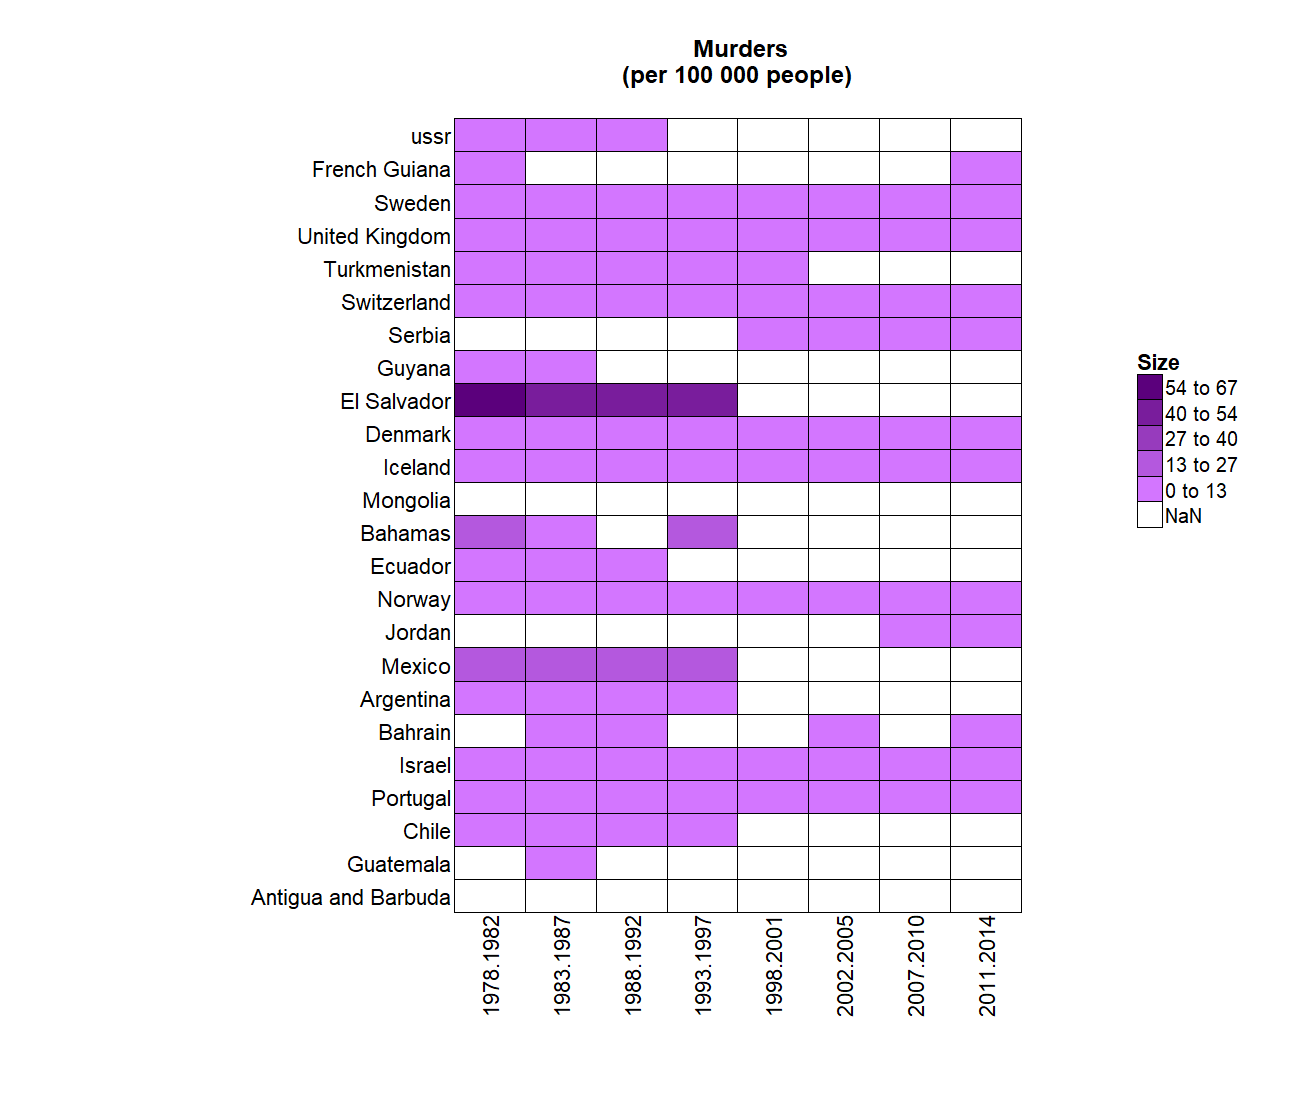 Murders
(per 100 000 people)
ussr
French Guiana
Sweden
United Kingdom
Turkmenistan
Switzerland
Serbia
Guyana
El Salvador
Denmark
Iceland
Mongolia
Bahamas
Ecuador
Norway
Jordan
Mexico
Argentina
Bahrain
Israel
Portugal
Chile
Guatemala
Antigua and Barbuda
1978.1982
1983.1987
1988.1992
1993.1997
1998.2001
2002.2005
2007.2010
2011.2014
Size
54 to 67
40 to 54
27 to 40
13 to 27
0 to 13
NaN